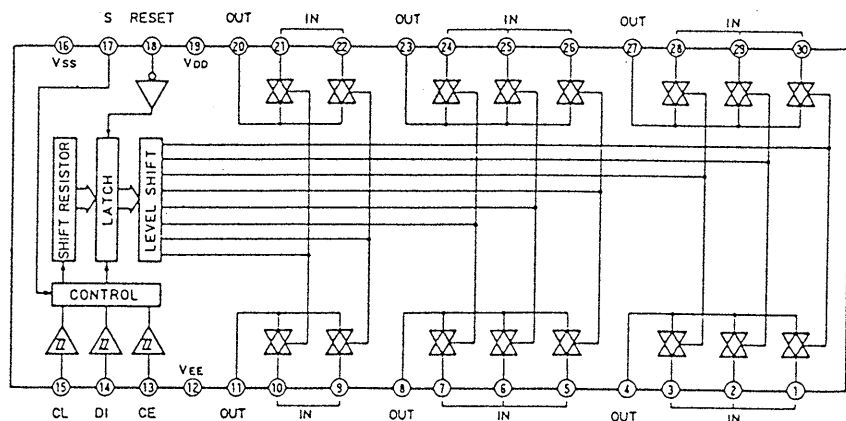 S RESET OUT IN OUT IN OUT IN
16 17 18 19 20 21 22 23 24 25 26 27 28 29 30
VSS VDD
SHIFT RESISTOR
LATCH
LEVEL SHIFT
CONTROL
VEE
15 14 13 12 11 10 9 8 7 6 5 4 3 2 1
CL DI CE OUT IN OUT IN OUT IN